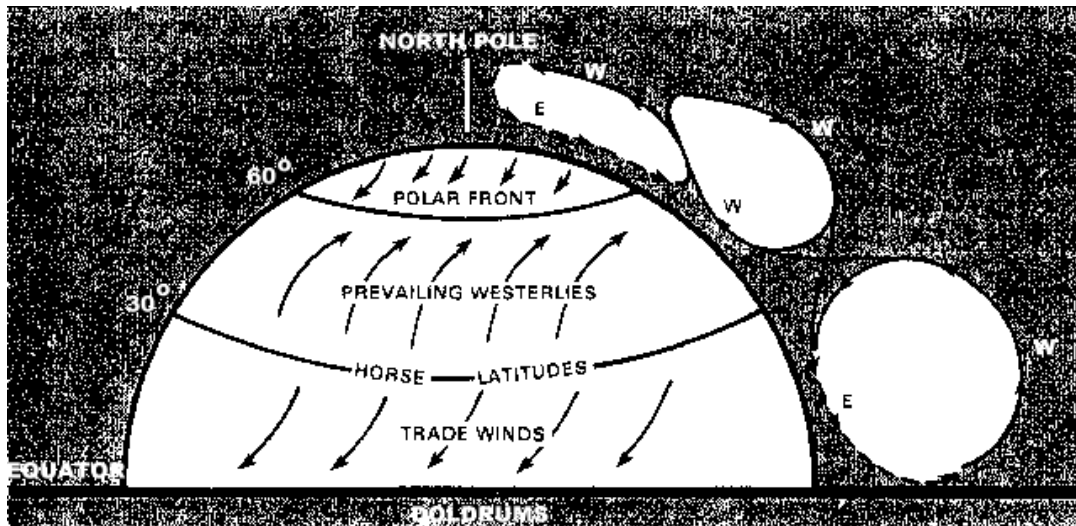 NORTH POLE
W
E
W
60°
POLAR FRONT
W
30°
PREVAILING WESTERLIES
W
HORSE LATITUDES
E
TRADE WINDS
EQUATOR
DOLDRUMS